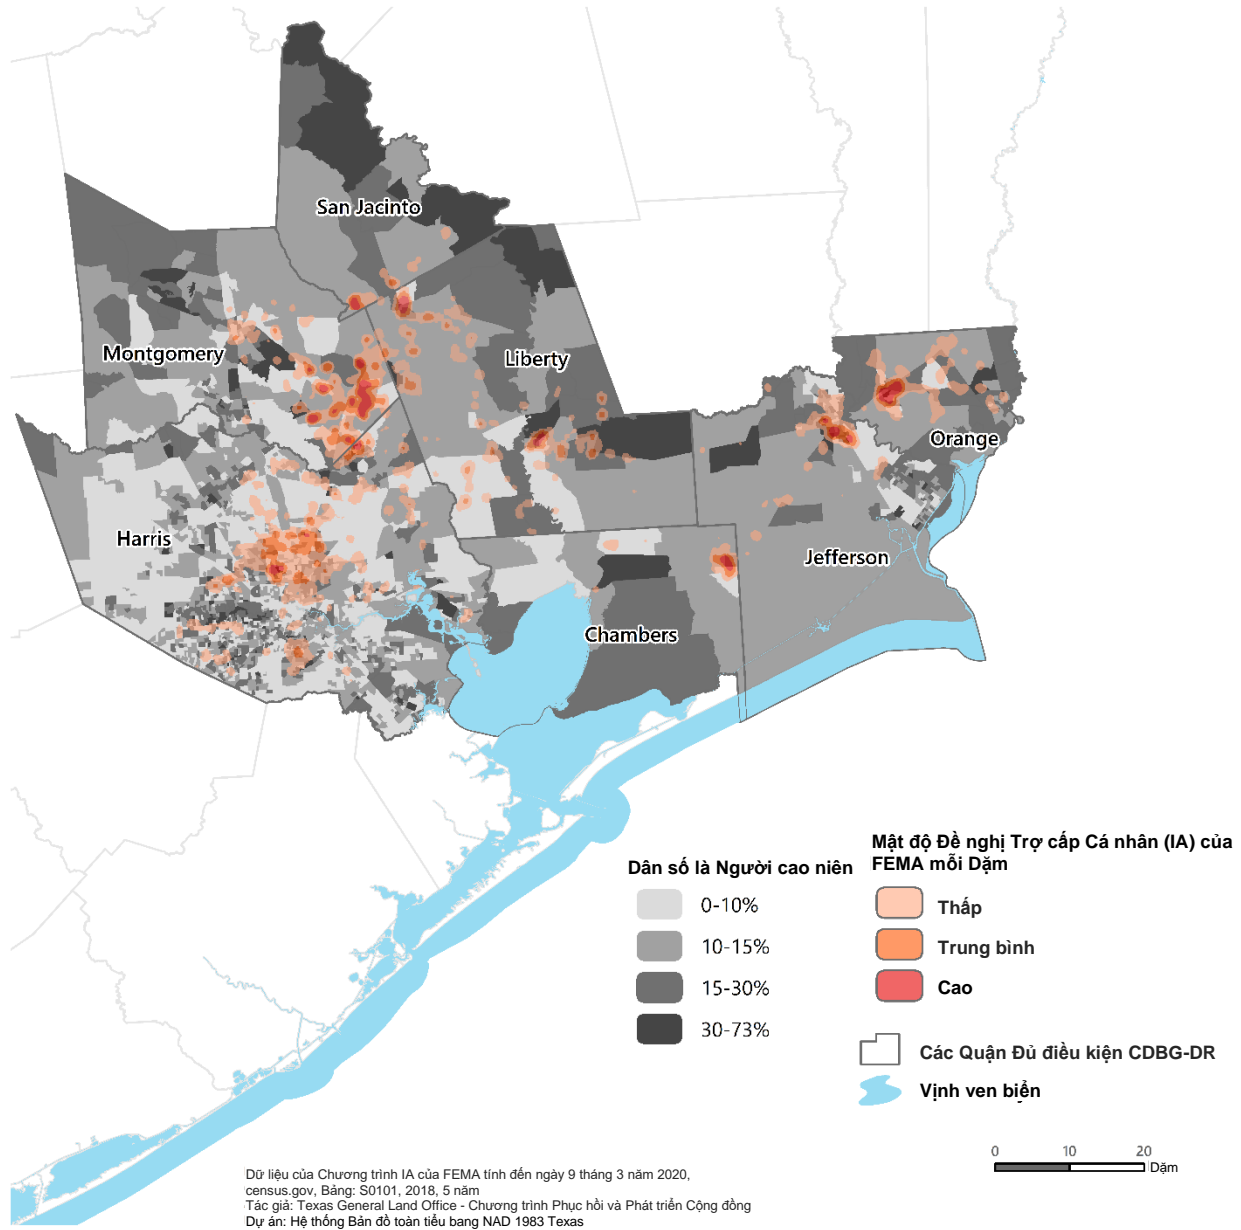 San Jacinto
Montgomery
Liberty
Orange
Harris
Jefferson
Chambers
Dân số là Người cao niên
0-10%
10-15%
15-30%
30-73%
Mật độ Đề nghị Trợ cấp Cá nhân (IA) của
FEMA mỗi Dặm
Thấp
Trung bình
Cao
Các Quận Đủ điều kiện CDBG-DR
Vịnh ven biển
0 10 20
Dặm
Dữ liệu của Chương trình IA của FEMA tính đến ngày 9 tháng 3 năm 2020,
census.gov, Bảng: S0101, 2018, 5 năm
Tác giả: Texas General Land Office - Chương trình Phục hồi và Phát triển Cộng đồng
Dự án: Hệ thống Bản đồ toàn tiểu bang NAD 1983 Texas